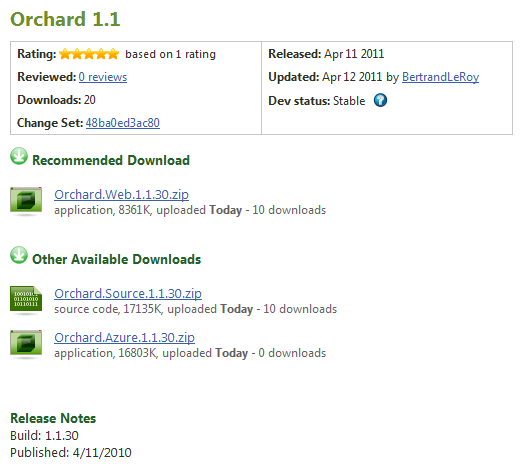 Orchard 1.1
Rating: based on 1 rating
Reviewed: 0 reviews
Downloads: 20
Change Set: 48ba0ed3ac80
Released: Apr 11 2011
Updated: Apr 12 2011 by BertrandLeRoy
Dev status: Stable ?
Recommended Download
Orchard.Web.1.1.30.zip
application, 8361K, uploaded Today - 10 downloads
Other Available Downloads
Orchard.Source.1.1.30.zip
source code, 17135K, uploaded Today - 10 downloads
Orchard.Azure.1.1.30.zip
application, 16803K, uploaded Today - 0 downloads
Release Notes
Build: 1.1.30
Published: 4/11/2010